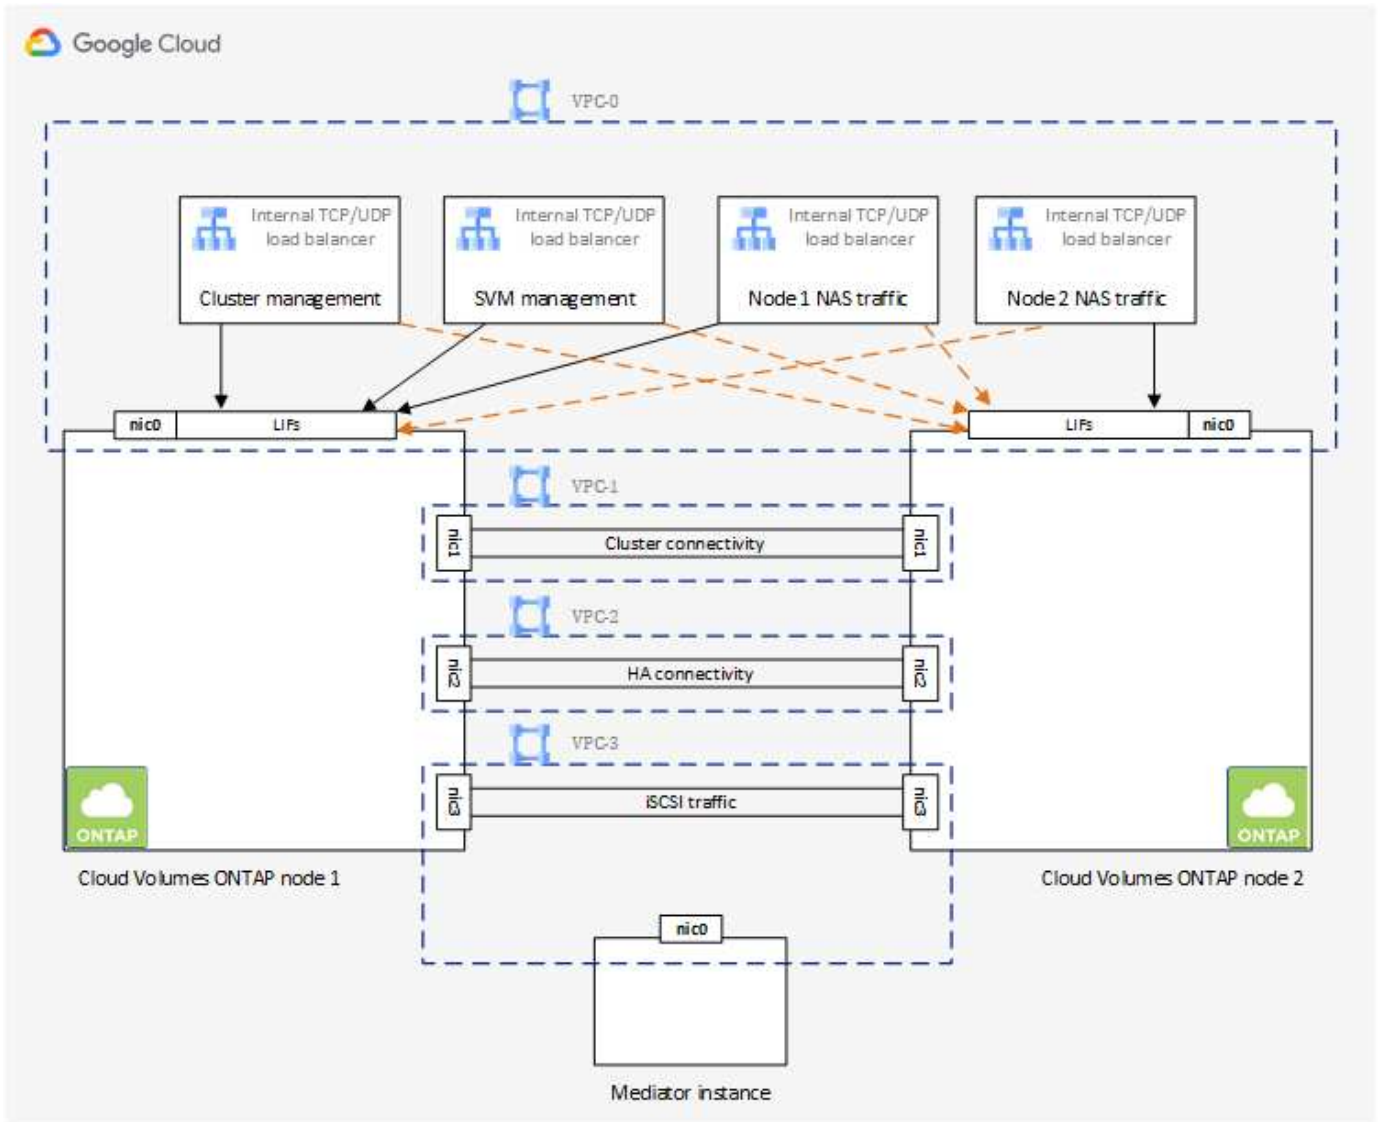 Google Cloud
VPC-0
Internal TCP/UDP
load balancer
Cluster management
Internal TCP/UDP
load balancer
SVM management
Internal TCP/UDP
load balancer
Node 1 NAS traffic
Internal TCP/UDP
load balancer
Node 2 NAS traffic
nic0
LIFs
LIFs
nic0
VPC-1
nic1
Cluster connectivity
nic1
VPC-2
nic2
HA connectivity
nic2
VPC-3
nic3
iSCSI traffic
nic3
ONTAP
ONTAP
Cloud Volumes ONTAP node 1
Cloud Volumes ONTAP node 2
nic0
Mediator instance